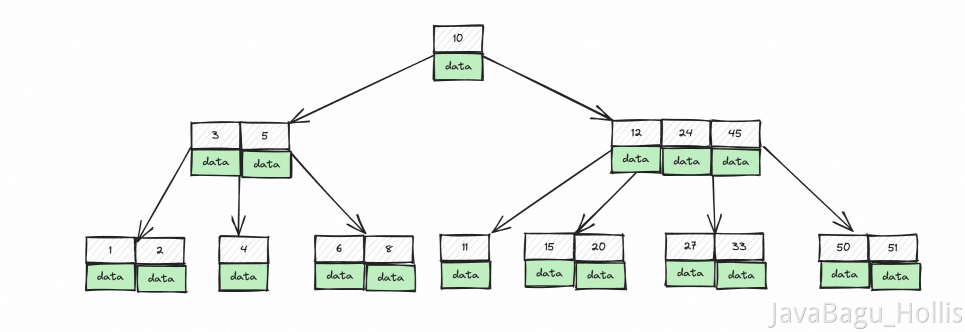 10
data
3 5 12 24 45
data data data data data
1 2 4 6 8 11 15 20 27 33 50 51
data data data data data data data data data data data data
JavaBagu_Hollis